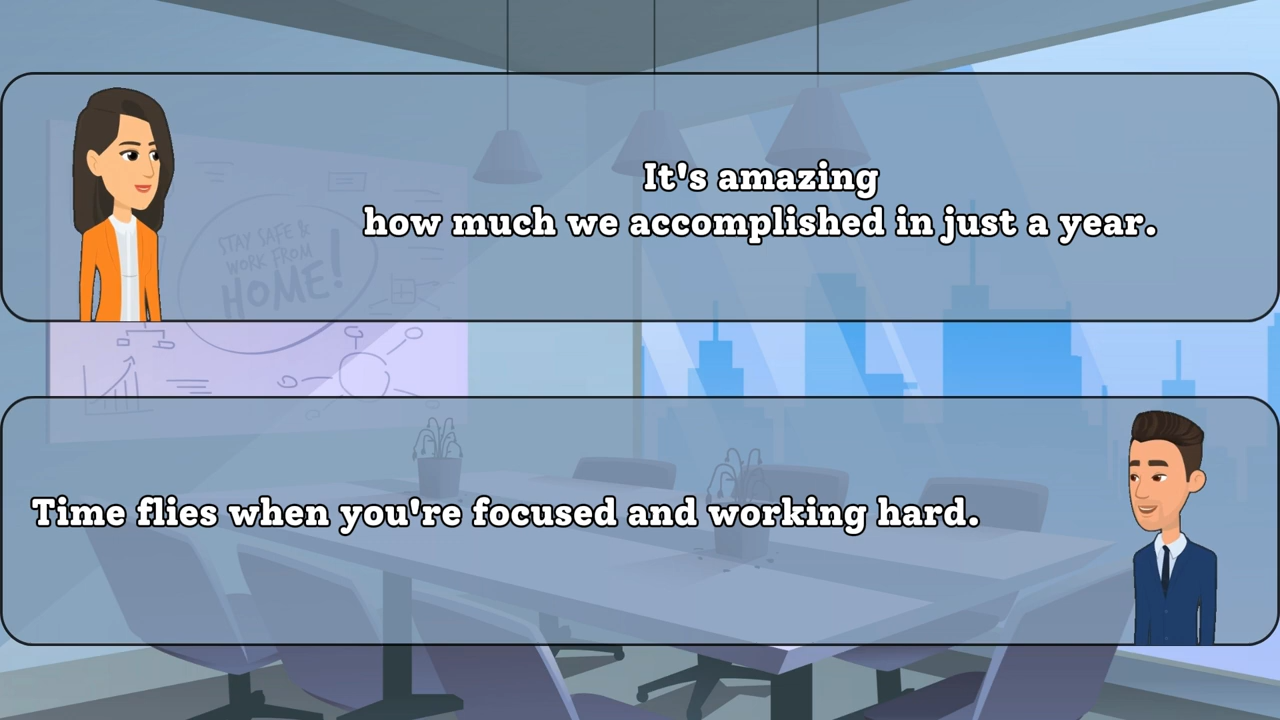 It's amazing
how much we accomplished in just a year.
STAY SAFE &
WORK FROM
HOME!
Time flies when you're focused and working hard.